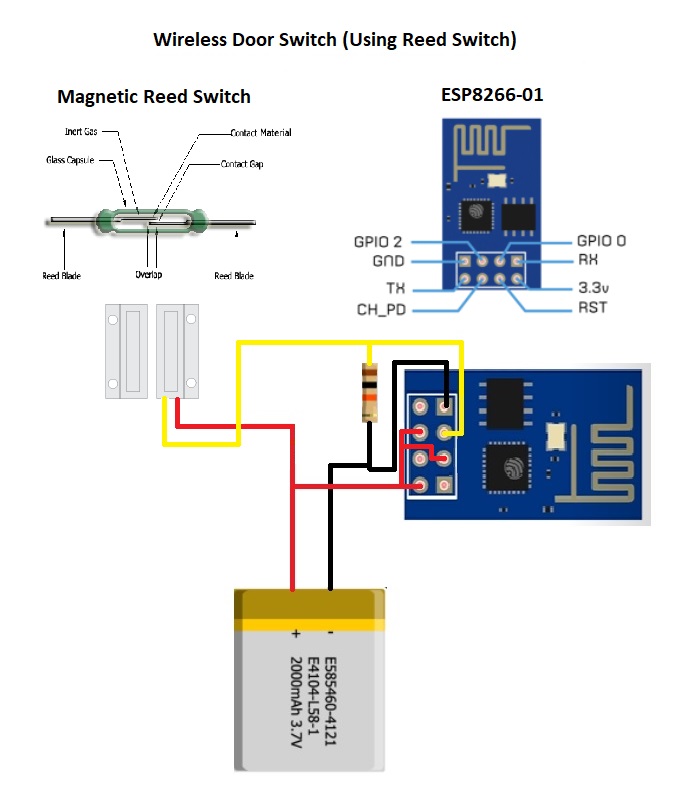 Wireless Door Switch (Using Reed Switch)
Magnetic Reed Switch
ESP8266-01
Inert Gas
Contact Material
Glass Capsule
Contact Gap
Reed Blade
Overlap
Reed Blade
GPIO 2
GPIO 0
GND
RX
TX
3.3v
CH_PD
RST
+ -
E585460-4121
E4104-L58-1
2000mAh 3.7V